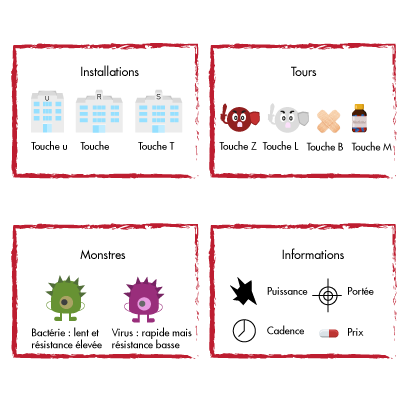 Installations
U
R
S
Touche u
Touche
Touche T
Tours
Touche Z
Touche L
Touche B
Touche M
Monstres
Bactérie : lent et
résistance élevée
Virus : rapide mais
résistance basse
Informations
Puissance
Portée
Cadence
Prix